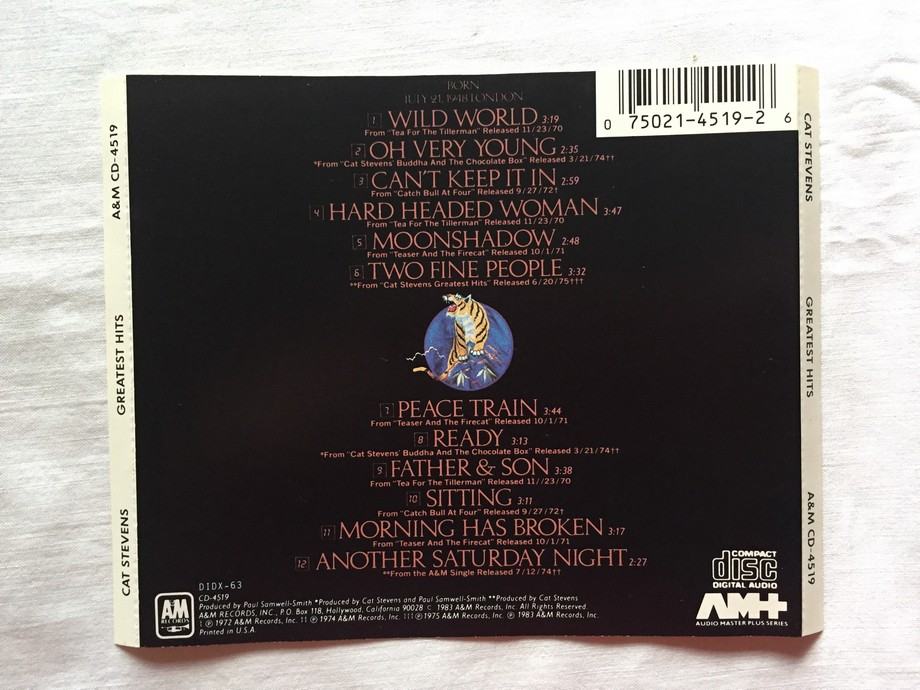 BORN
JULY 21, 1948 LONDON
1 WILD WORLD 3:19
From "Tea For The Tillerman" Released 11/23/70
2 OH VERY YOUNG 2:35
*From "Cat Stevens' Buddha And The Chocolate Box" Released 3/21/74††
3 CAN'T KEEP IT IN 2:59
From "Catch Bull At Four" Released 9/27/72†
4 HARD HEADED WOMAN 3:47
From "Tea For The Tillerman" Released 11/23/70
5 MOONSHADOW 2:48
From "Teaser And The Firecat" Released 10/1/71
6 TWO FINE PEOPLE 3:32
**From "Cat Stevens Greatest Hits" Released 6/20/75†††
7 PEACE TRAIN 3:44
From "Teaser And The Firecat" Released 10/1/71
8 READY 3:13
*From "Cat Stevens' Buddha And The Chocolate Box" Released 3/21/74††
9 FATHER & SON 3:38
From "Tea For The Tillerman" Released 11//23/70
10 SITTING 3:11
From "Catch Bull At Four" Released 9/27/72†
11 MORNING HAS BROKEN 3:17
From "Teaser And The Firecat" Released 10/1/71
12 ANOTHER SATURDAY NIGHT 2:27
**From the A&M Single Released 7/12/74††
0 75021-4519-2 6
A&M CD-4519
GREATEST HITS
CAT STEVENS
CAT STEVENS
GREATEST HITS
A&M CD-4519
DIDX-63
CD-4519
Produced by Paul Samwell-Smith *Produced by Cat Stevens and Paul Samwell-Smith **Produced by Cat Stevens
A&M RECORDS, INC., P.O. Box 118, Hollywood, California 90028 © 1983 A&M Records, Inc. All Rights Reserved.
℗ 1972 A&M Records, Inc. ℗ 1974 A&M Records, Inc. ℗ 1975 A&M Records, Inc. ℗ 1983 A&M Records, Inc.
Printed in U.S.A.
A&M
RECORDS
COMPACT
disc
DIGITAL AUDIO
AM+
AUDIO MASTER PLUS SERIES